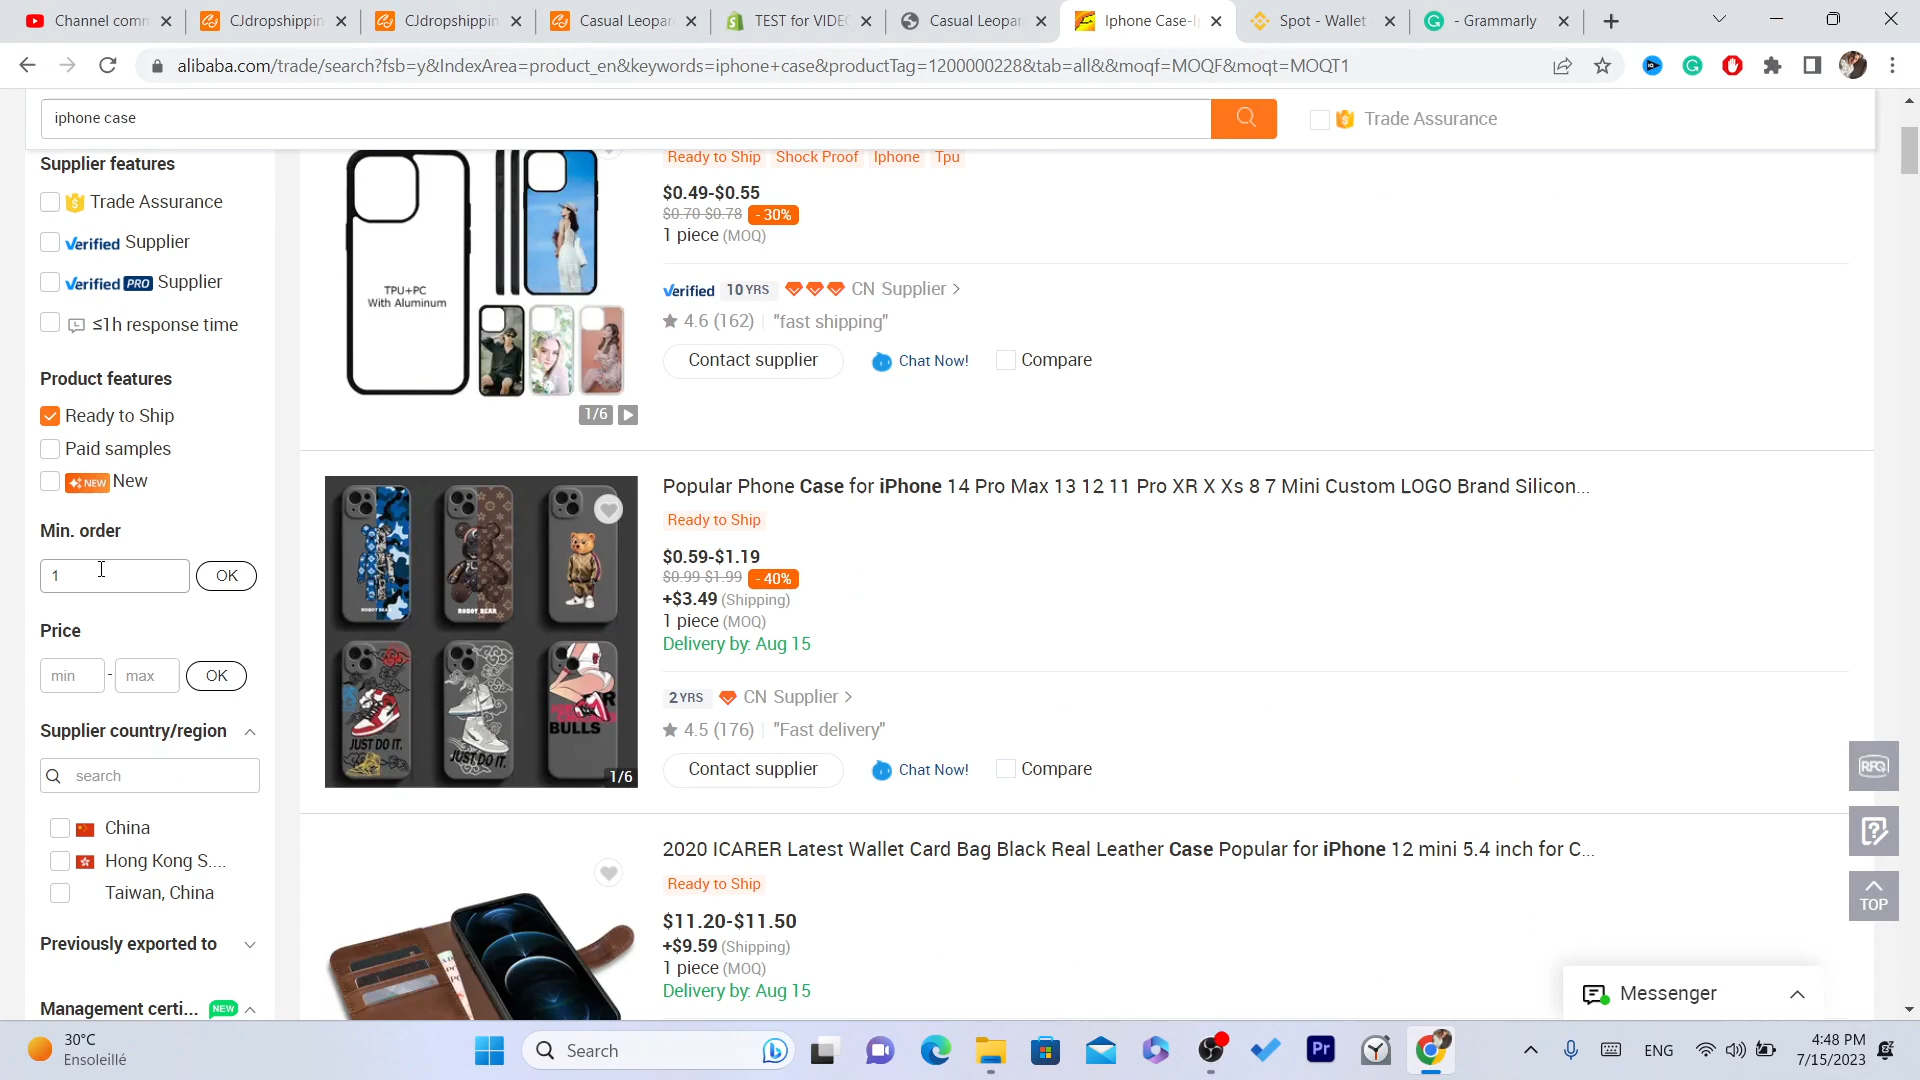 Channel comm
CJdropshippin
CJdropshippin
Casual Leopar
TEST for VIDEO
Casual Leopar
Iphone Case-I
Spot - Wallet
- Grammarly
alibaba.com/trade/search?fsb=y&IndexArea=product_en&keywords=iphone+case&productTag=1200000228&tab=all&&moqf=MOQF&moqt=MOQT1
iphone case
Trade Assurance
Supplier features
Trade Assurance
Verified Supplier
Verified PRO Supplier
≤1h response time
Product features
Ready to Ship
Paid samples
NEW New
Min. order
1 OK
Price
min - max OK
Supplier country/region
search
China
Hong Kong S....
Taiwan, China
Previously exported to
Management certi... NEW
TPU+PC
With Aluminum
1/6
Ready to Ship Shock Proof Iphone Tpu
$0.49-$0.55
$0.70-$0.78 - 30%
1 piece (MOQ)
Verified 10 YRS CN Supplier >
4.6 (162) "fast shipping"
Contact supplier Chat Now! Compare
ROBOT BEAR
JUST DO IT.
JUST DO IT.
BULLS
1/6
Popular Phone Case for iPhone 14 Pro Max 13 12 11 Pro XR X Xs 8 7 Mini Custom LOGO Brand Silicon...
Ready to Ship
$0.59-$1.19
$0.99-$1.99 - 40%
+$3.49 (Shipping)
1 piece (MOQ)
Delivery by: Aug 15
2 YRS CN Supplier >
4.5 (176) "Fast delivery"
Contact supplier Chat Now! Compare
2020 ICARER Latest Wallet Card Bag Black Real Leather Case Popular for iPhone 12 mini 5.4 inch for C...
Ready to Ship
$11.20-$11.50
+$9.59 (Shipping)
1 piece (MOQ)
Delivery by: Aug 15
RFQ
TOP
Messenger
30°C
Ensoleillé
Search
Pr
ENG
4:48 PM
7/15/2023